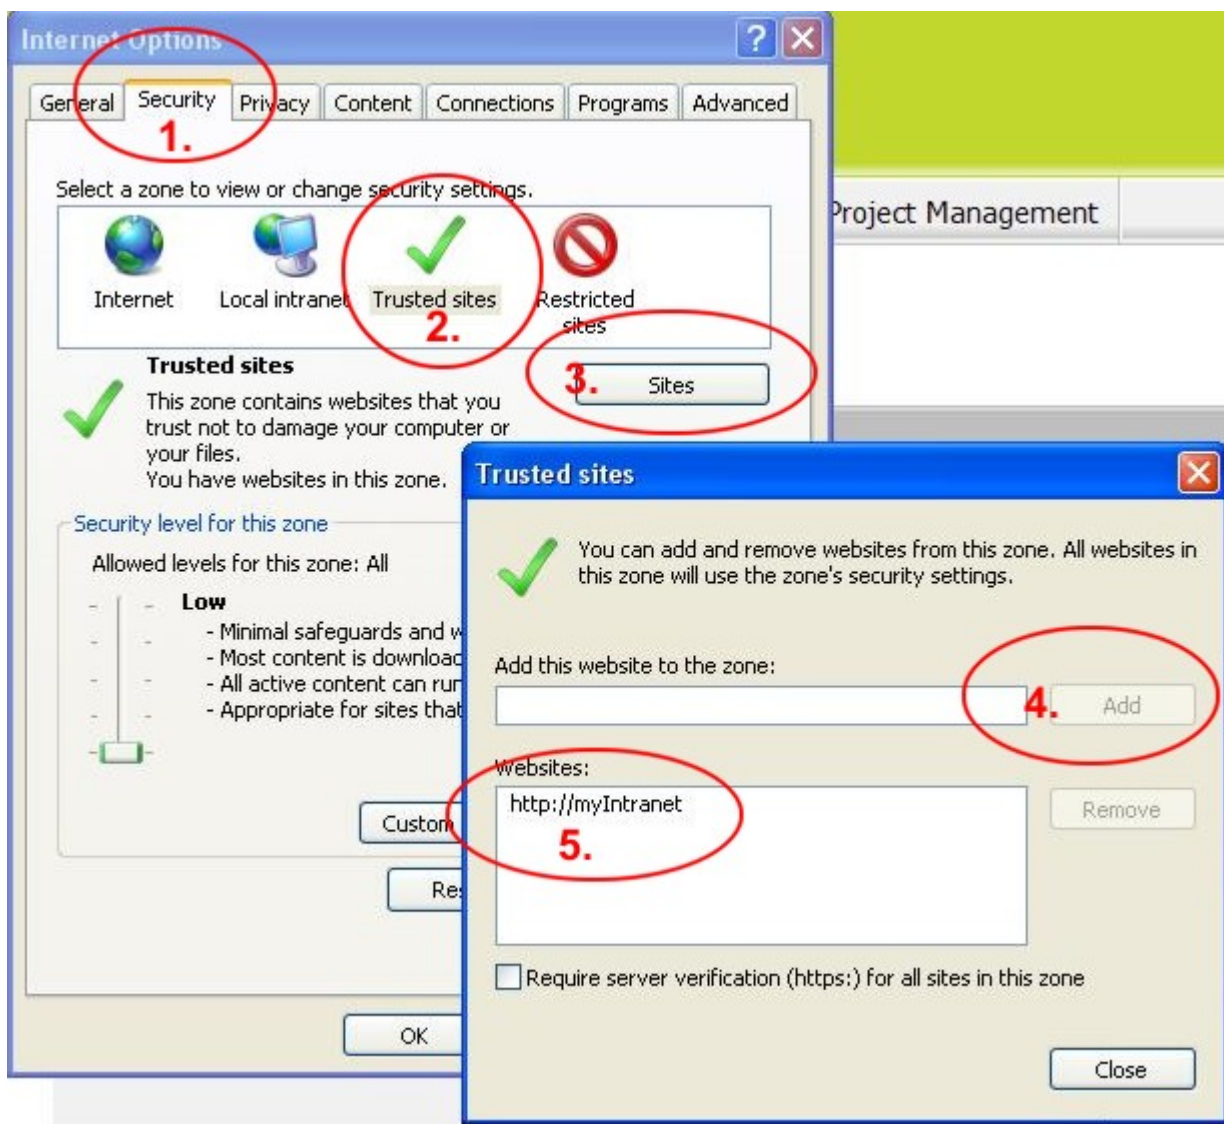 Internet Options
General Security Privacy Content Connections Programs Advanced
1.
Select a zone to view or change security settings.
Internet
Local intranet
Trusted sites
Restricted
sites
2.
Trusted sites
This zone contains websites that you
trust not to damage your computer or
your files.
You have websites in this zone.
3.
Sites
Security level for this zone
Allowed levels for this zone: All
Low
- Minimal safeguards and
- Most content is
- All active content can run
- Appropriate for sites that
Custom
OK
Project Management
Trusted sites
You can add and remove websites from this zone. All websites in
this zone will use the zone's security settings.
Add this website to the zone:
4.
Add
Websites:
http://myIntranet
5.
Remove
Require server verification (https:) for all sites in this zone
Close